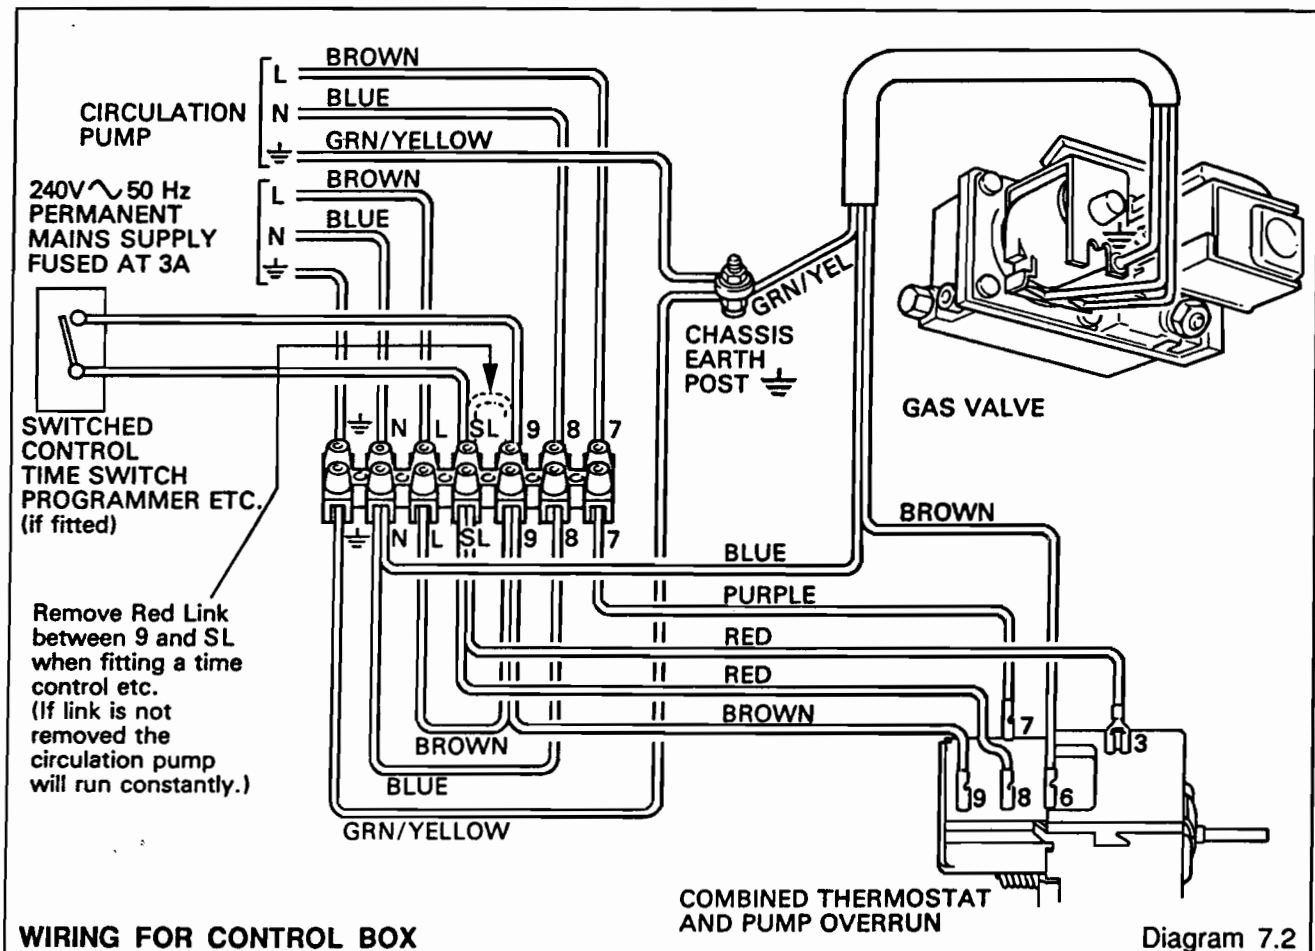 BROWN
L
BLUE
N
CIRCULATION
PUMP
GRN/YELLOW
BROWN
L
240V 50 Hz
PERMANENT
MAINS SUPPLY
FUSED AT 3A
BLUE
N
GRN/YEL
CHASSIS
EARTH
POST
GAS VALVE
SWITCHED
CONTROL
TIME SWITCH
PROGRAMMER ETC.
(if fitted)
N L SL 9 8 7
N L SL 9 8 7
BROWN
BLUE
PURPLE
RED
RED
BROWN
Remove Red Link
between 9 and SL
when fitting a time
control etc.
(If link is not
removed the
circulation pump
will run constantly.)
BROWN
BLUE
GRN/YELLOW
7
3
9 8 6
COMBINED THERMOSTAT
AND PUMP OVERRUN
WIRING FOR CONTROL BOX
Diagram 7.2